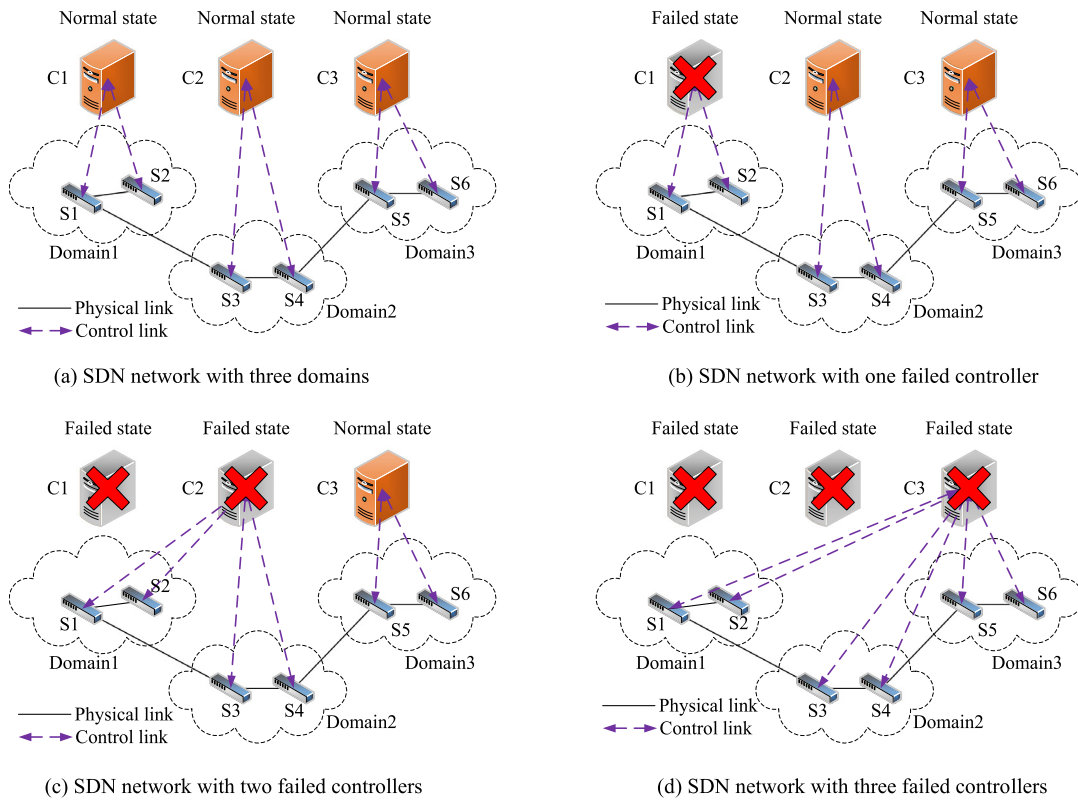 Normal state Normal state Normal state
C1 C2 C3
S2 S6
S1 S5
Domain1 Domain3
S3 S4
Domain2
Physical link
Control link
(a) SDN network with three domains
Failed state Normal state Normal state
C1 C2 C3
S2 S6
S1 S5
Domain1 Domain3
S3 S4
Domain2
Physical link
Control link
(b) SDN network with one failed controller
Failed state Failed state Normal state
C1 C2 C3
S2 S6
S1 S5
Domain1 Domain3
S3 S4
Domain2
Physical link
Control link
(c) SDN network with two failed controllers
Failed state Failed state Failed state
C1 C2 C3
S6
S1 S2 S5
Domain1 Domain3
S3 S4
Domain2
Physical link
Control link
(d) SDN network with three failed controllers